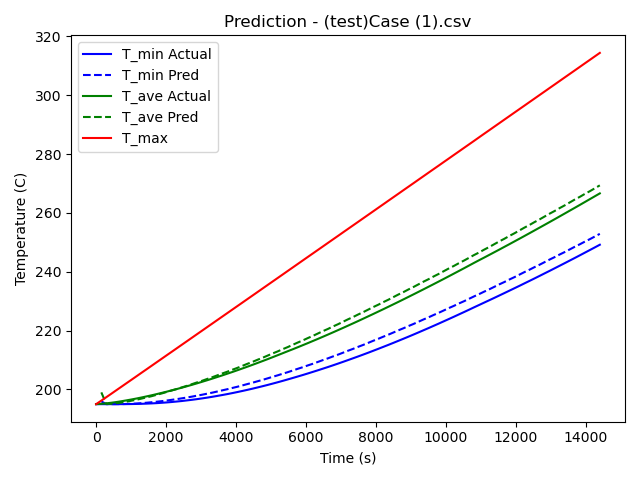 Prediction - (test)Case (1).csv
T_min Actual
T_min Pred
T_ave Actual
T_ave Pred
T_max
Temperature (C)
320
300
280
260
240
220
200
0 2000 4000 6000 8000 10000 12000 14000
Time (s)